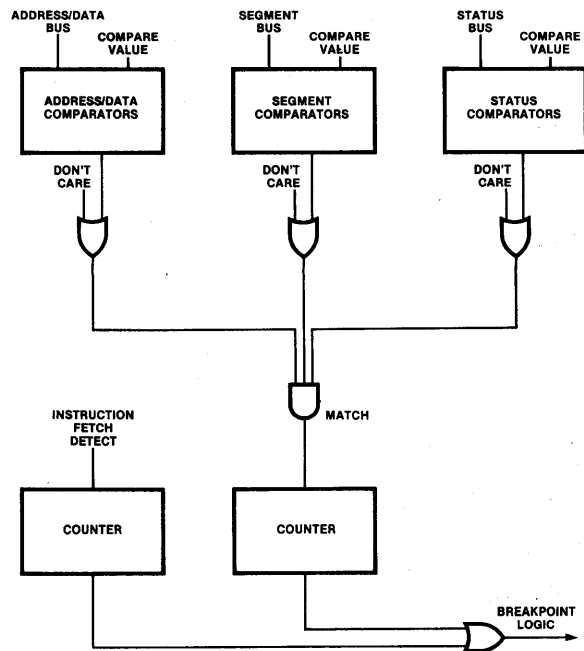 ADDRESS/DATA
BUS
COMPARE
VALUE
SEGMENT
BUS
COMPARE
VALUE
STATUS
BUS
COMPARE
VALUE
ADDRESS/DATA
COMPARATORS
SEGMENT
COMPARATORS
STATUS
COMPARATORS
DON'T
CARE
DON'T
CARE
DON'T
CARE
MATCH
INSTRUCTION
FETCH
DETECT
COUNTER
COUNTER
BREAKPOINT
LOGIC